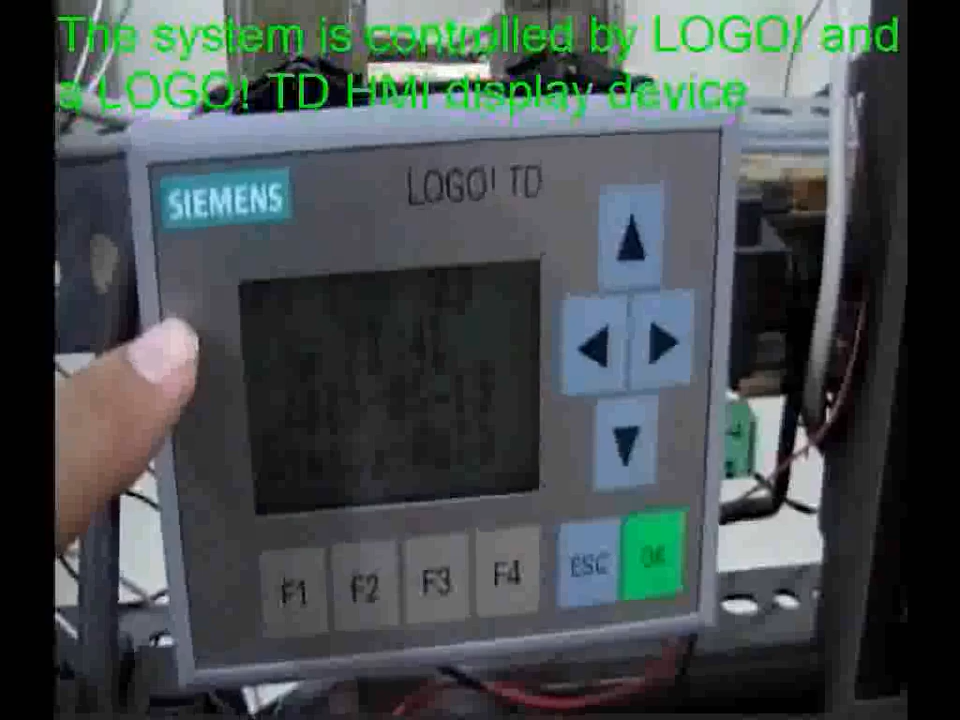 The system is controlled by LOGO! and
a LOGO! TD HMI display device
SIEMENS
LOGO! TD
F1
F2
F3
F4
ESC
OK